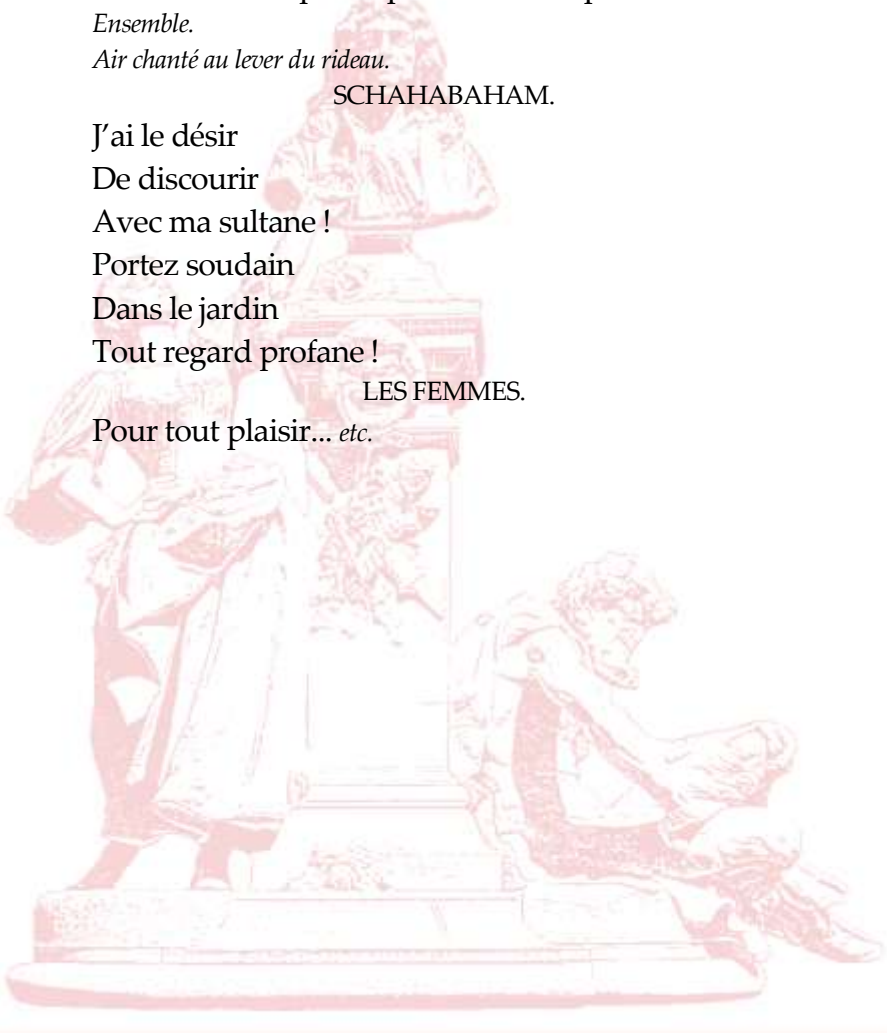 Ensemble.
Air chanté au lever du rideau.
SCHAHABAHAM.
J’ai le désir
De discourir
Avec ma sultane !
Portez soudain
Dans le jardin
Tout regard profane !
LES FEMMES.
Pour tout plaisir... etc.